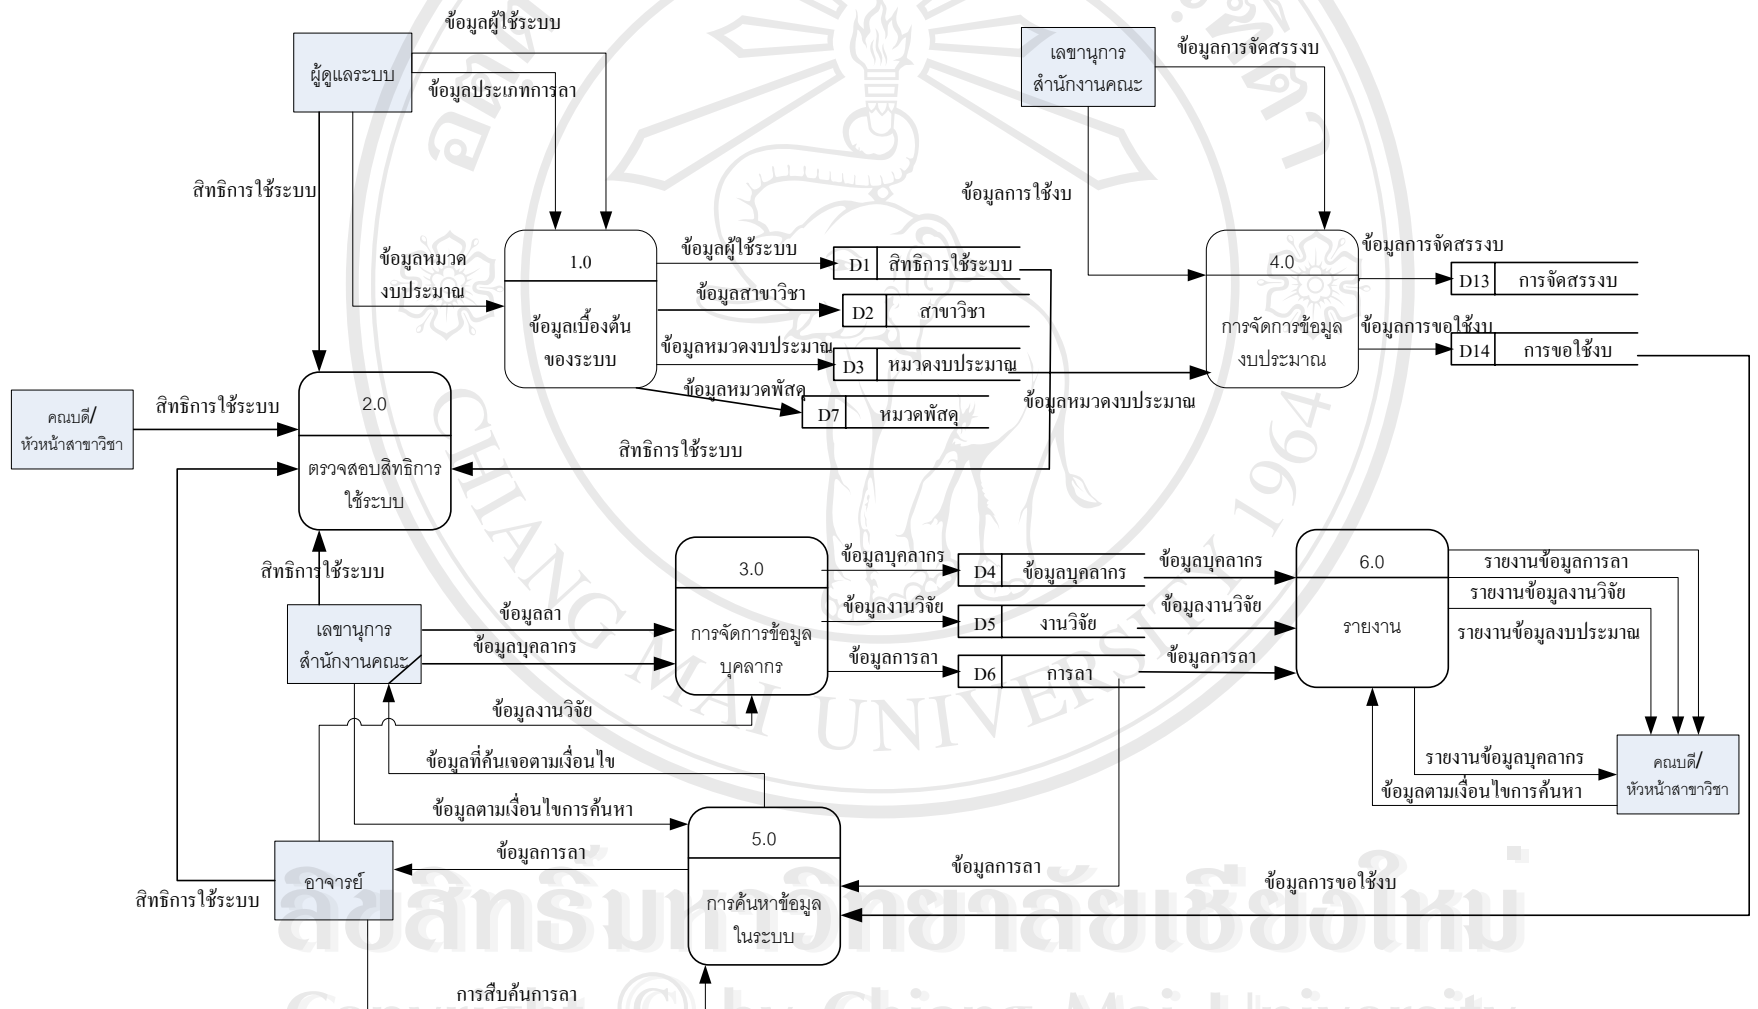 ข้อมูลผู้ใช้ระบบ
ผู้ดูแลระบบ
ข้อมูลประเภทการลา
เลขานุการ
สำนักงานคณะ
ข้อมูลการจัดสรรงบ
สิทธิการใช้ระบบ
ข้อมูลการใช้งบ
ข้อมูลหมวด
งบประมาณ
1.0
ข้อมูลเบื้องต้น
ของระบบ
ข้อมูลผู้ใช้ระบบ
D1 สิทธิการใช้ระบบ
ข้อมูลสาขาวิชา
D2 สาขาวิชา
ข้อมูลหมวดงบประมาณ
D3 หมวดงบประมาณ
ข้อมูลหมวดพัสดุ
D7 หมวดพัสดุ
ข้อมูลหมวดงบประมาณ
4.0
การจัดการข้อมูล
งบประมาณ
ข้อมูลการจัดสรรงบ
D13 การจัดสรรงบ
ข้อมูลการขอใช้งบ
D14 การขอใช้งบ
คณบดี/
หัวหน้าสาขาวิชา
สิทธิการใช้ระบบ
2.0
ตรวจสอบสิทธิการ
ใช้ระบบ
สิทธิการใช้ระบบ
สิทธิการใช้ระบบ
เลขานุการ
สำนักงานคณะ
ข้อมูลลา
ข้อมูลบุคลากร
3.0
การจัดการข้อมูล
บุคลากร
ข้อมูลบุคลากร
D4 ข้อมูลบุคลากร
ข้อมูลบุคลากร
ข้อมูลงานวิจัย
D5 งานวิจัย
ข้อมูลงานวิจัย
ข้อมูลการลา
D6 การลา
ข้อมูลการลา
6.0
รายงาน
รายงานข้อมูลการลา
รายงานข้อมูลงานวิจัย
รายงานข้อมูลงบประมาณ
ข้อมูลงานวิจัย
ข้อมูลที่ค้นเจอตามเงื่อนไข
ข้อมูลตามเงื่อนไขการค้นหา
รายงานข้อมูลบุคลากร
ข้อมูลตามเงื่อนไขการค้นหา
คณบดี/
หัวหน้าสาขาวิชา
5.0
การค้นหาข้อมูล
ในระบบ
ข้อมูลการลา
อาจารย์
สิทธิการใช้ระบบ
ข้อมูลการลา
ข้อมูลการขอใช้งบ
การสืบค้นการลา
CHIANG MAI UNIVERSITY 1964
ลิขสิทธิ์มหาวิทยาลัยเชียงใหม่
Copyright © by Chiang Mai University